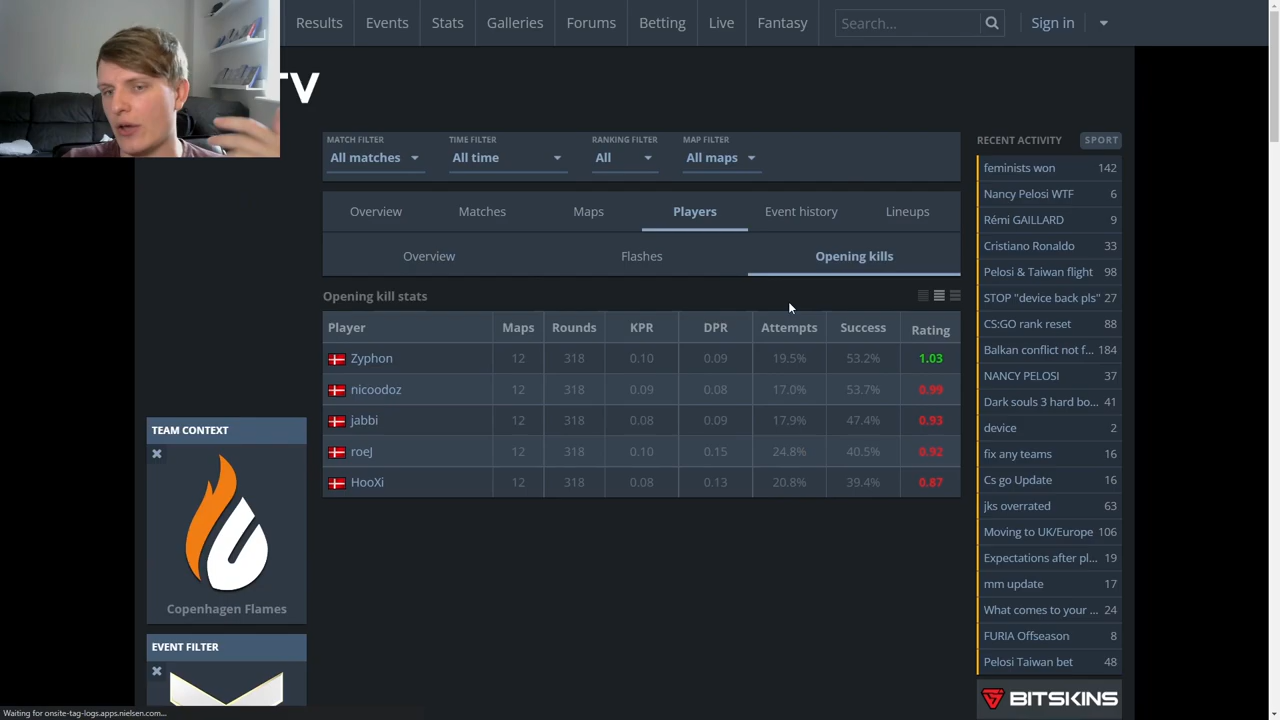 Results Events Stats Galleries Forums Betting Live Fantasy Search... Sign in
TV
MATCH FILTER TIME FILTER RANKING FILTER MAP FILTER
All matches All time All All maps
Overview Matches Maps Players Event history Lineups
Overview Flashes Opening kills
Opening kill stats
Player Maps Rounds KPR DPR Attempts Success Rating
Zyphon 12 318 0.10 0.09 19.5% 53.2% 1.03
nicoodoz 12 318 0.09 0.08 17.0% 53.7% 0.99
jabbi 12 318 0.08 0.09 17.9% 47.4% 0.93
roeJ 12 318 0.10 0.15 24.8% 40.5% 0.92
HooXi 12 318 0.08 0.13 20.8% 39.4% 0.87
TEAM CONTEXT
Copenhagen Flames
EVENT FILTER
RECENT ACTIVITY SPORT
feminists won 142
Nancy Pelosi WTF 6
Rémi GAILLARD 9
Cristiano Ronaldo 33
Pelosi & Taiwan flight 98
STOP "device back pls" 27
CS:GO rank reset 88
Balkan conflict not f... 184
NANCY PELOSI 37
Dark souls 3 hard bo... 41
device 2
fix any teams 16
Cs go Update 16
jks overrated 63
Moving to UK/Europe 106
Expectations after pl... 19
mm update 17
What comes to your ... 24
FURIA Offseason 8
Pelosi Taiwan bet 48
BITSKINS
Waiting for onsite-tag-logs.apps.nielsen.com...